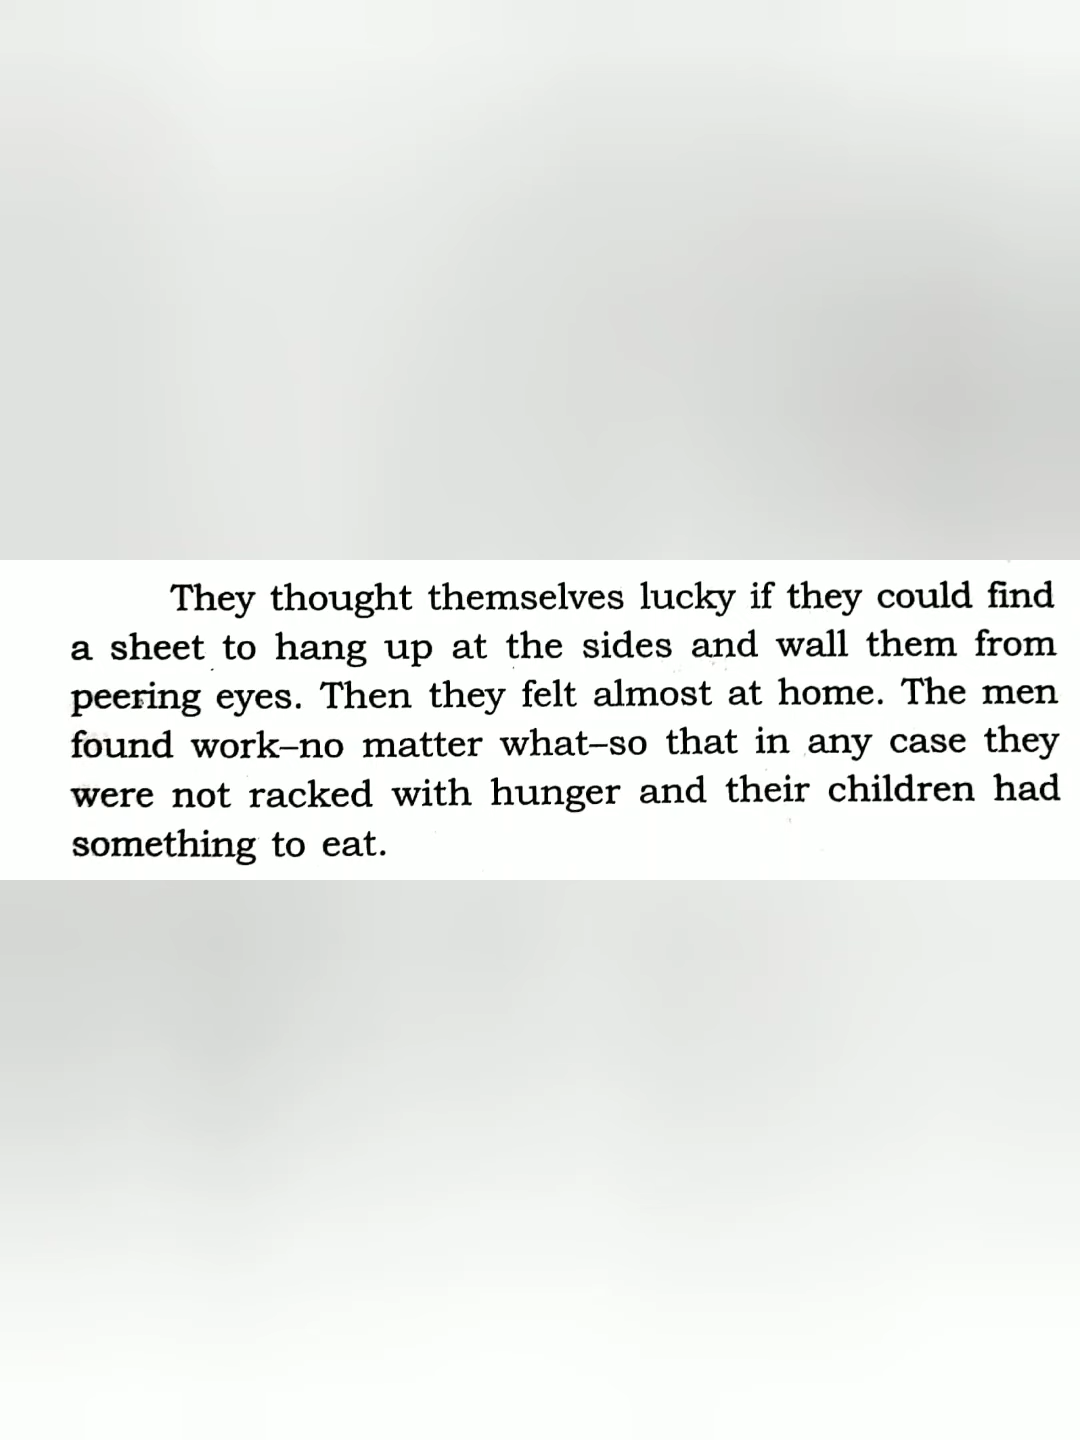 They thought themselves lucky if they could find
a sheet to hang up at the sides and wall them from
peering eyes. Then they felt almost at home. The men
found work–no matter what–so that in any case they
were not racked with hunger and their children had
something to eat.